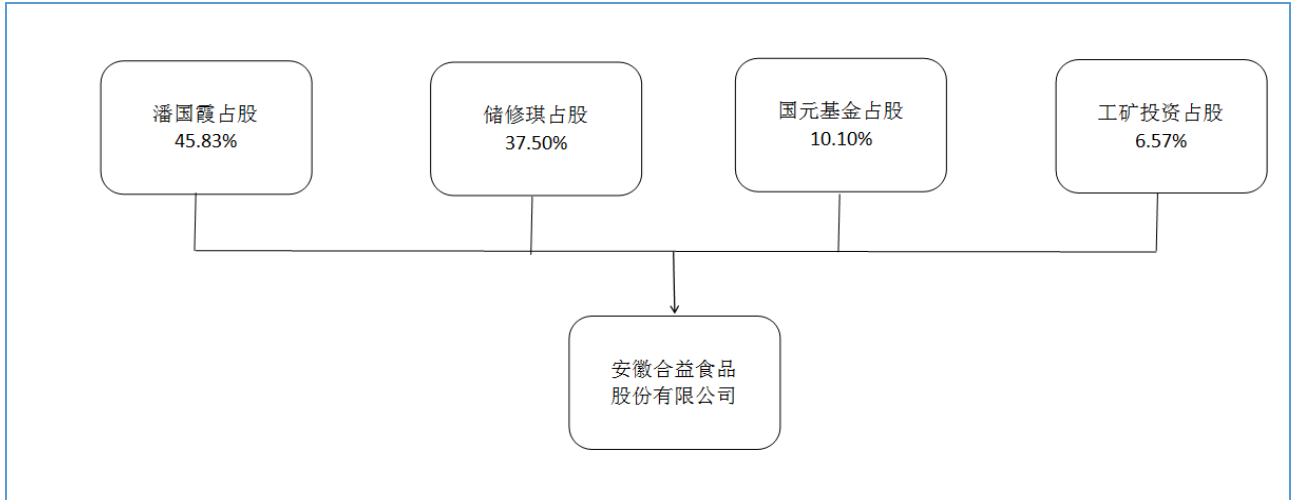 潘国霞占股
45.83%
储修琪占股
37.50%
国元基金占股
10.10%
工矿投资占股
6.57%
安徽合益食品
股份有限公司